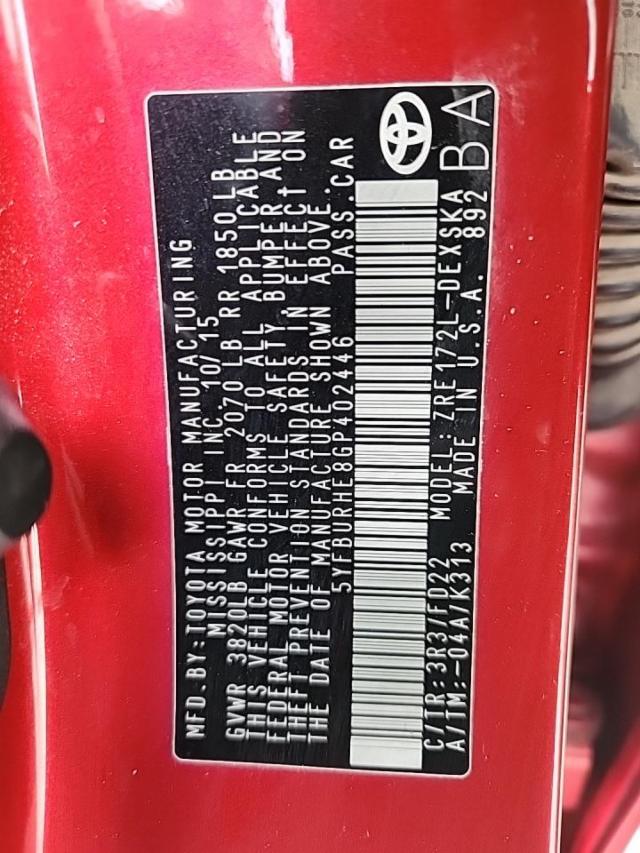 MFD.BY:TOYOTA MOTOR MANUFACTURING
MISSISSIPPI INC. 10/15
GVWR 3820LB GAWR FR 2070 LB RR 1850 LB
THIS VEHICLE CONFORMS TO ALL APPLICABLE
FEDERAL MOTOR VEHICLE SAFETY, BUMPER AND
THEFT PREVENTION STANDARDS IN EFFECT ON
THE DATE OF MANUFACTURE SHOWN ABOVE.
5YFBURHE8GP402446 PASS.CAR
C/TR:3R3/FD22 MODEL:ZRE172L-DEXSKA
A/TM:-04A/K313 MADE IN U.S.A. 892
BA